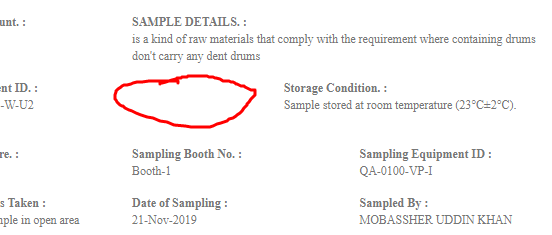 unt. :
SAMPLE DETAILS. :
is a kind of raw materials that comply with the requirement where containing drums
don't carry any dent drums
nt ID. :
-W-U2
Storage Condition. :
Sample stored at room temperature (23°C±2°C).
re. :
Sampling Booth No. :
Booth-1
Sampling Equipment ID :
QA-0100-VP-I
s Taken :
nple in open area
Date of Sampling :
21-Nov-2019
Sampled By :
MOBASSHER UDDIN KHAN